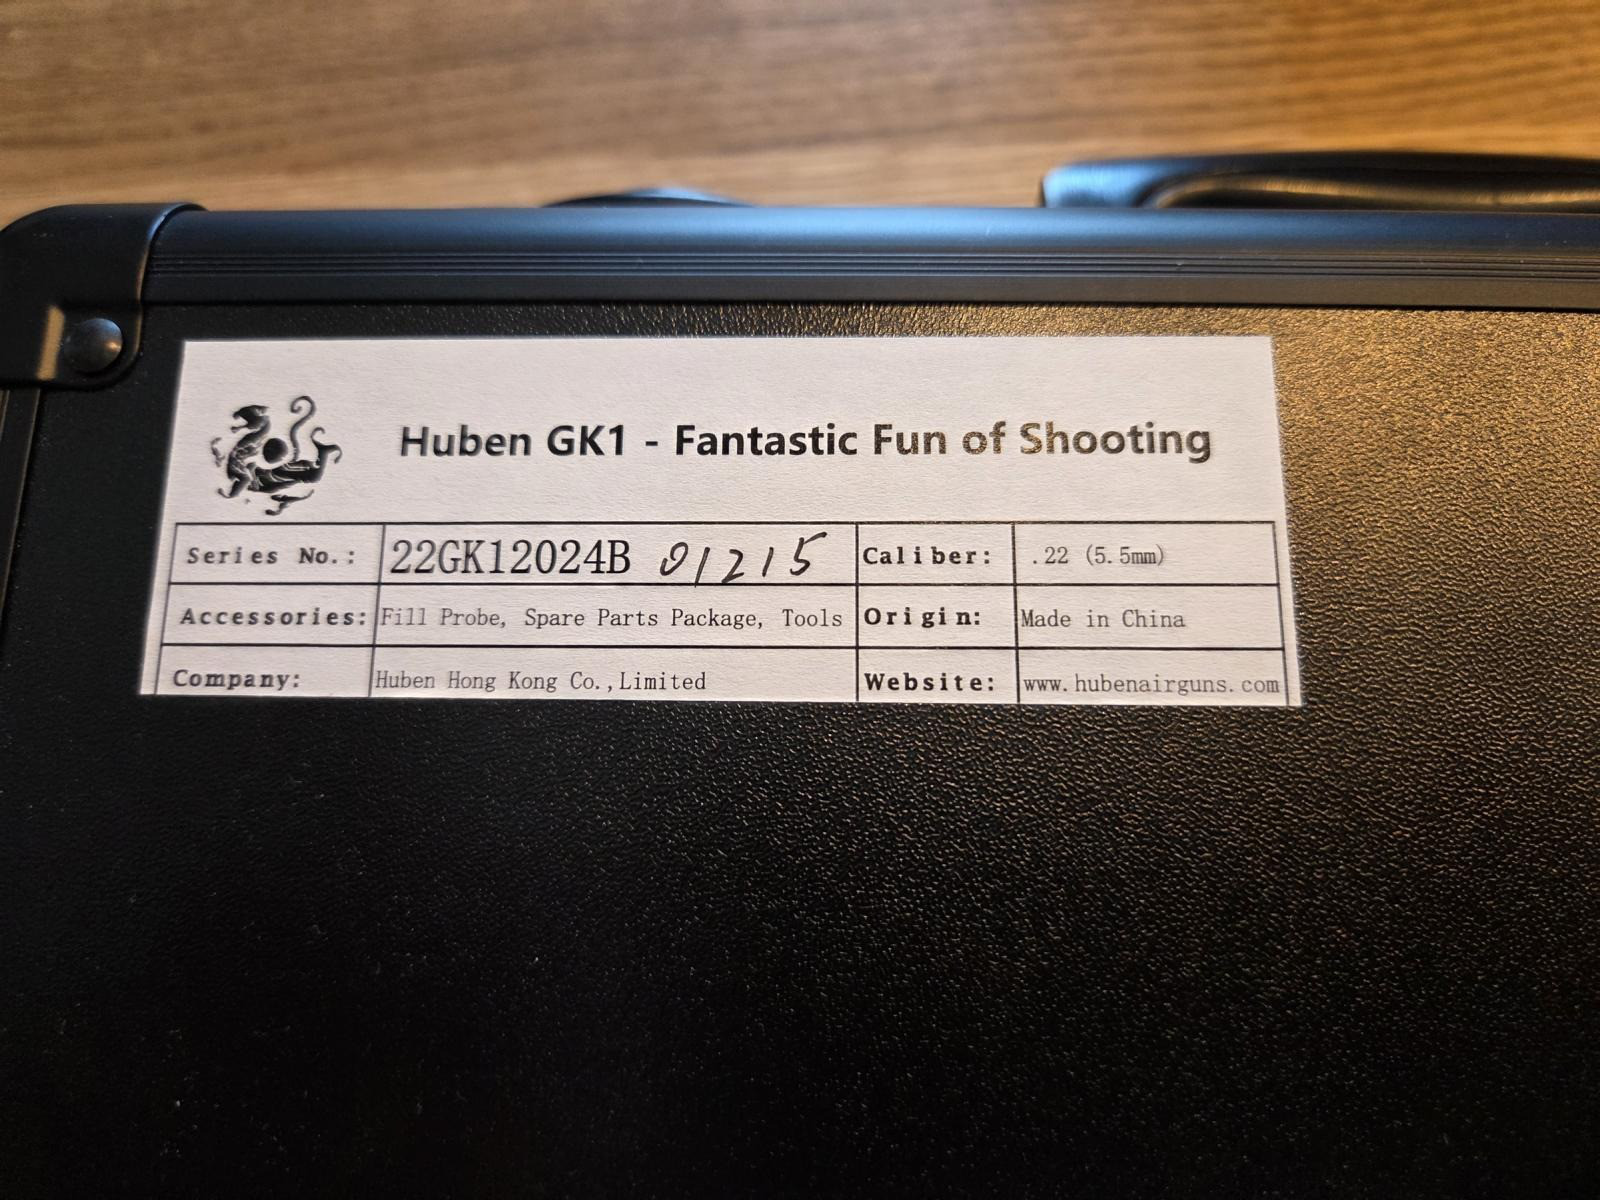 Huben GK1 - Fantastic Fun of Shooting
Series No.: 22GK12024B 01215 Caliber: .22 (5.5mm)
Accessories: Fill Probe, Spare Parts Package, Tools Origin: Made in China
Company: Huben Hong Kong Co.,Limited Website: www.hubenairguns.com